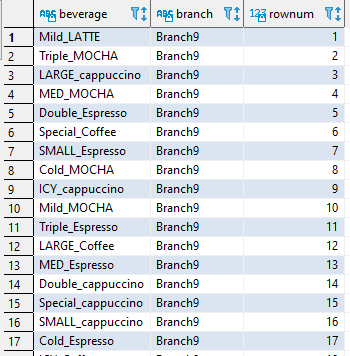 ABC beverage ABC branch 123 rownum
1 Mild_LATTE Branch9 1
2 Triple_MOCHA Branch9 2
3 LARGE_cappuccino Branch9 3
4 MED_MOCHA Branch9 4
5 Double_Espresso Branch9 5
6 Special_Coffee Branch9 6
7 SMALL_Espresso Branch9 7
8 Cold_MOCHA Branch9 8
9 ICY_cappuccino Branch9 9
10 Mild_MOCHA Branch9 10
11 Triple_Espresso Branch9 11
12 LARGE_Coffee Branch9 12
13 MED_Espresso Branch9 13
14 Double_cappuccino Branch9 14
15 Special_cappuccino Branch9 15
16 SMALL_cappuccino Branch9 16
17 Cold_Espresso Branch9 17